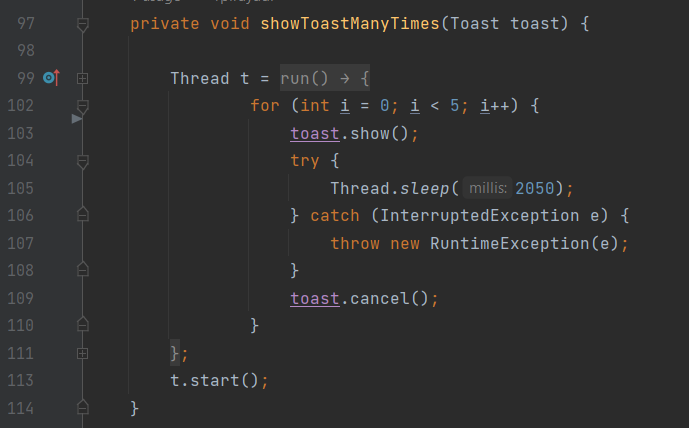 97 private void showToastManyTimes(Toast toast) {
98
99 Thread t = run() → {
102 for (int i = 0; i < 5; i++) {
103 toast.show();
104 try {
105 Thread.sleep( millis: 2050);
106 } catch (InterruptedException e) {
107 throw new RuntimeException(e);
108 }
109 toast.cancel();
110 }
111 };
113 t.start();
114 }